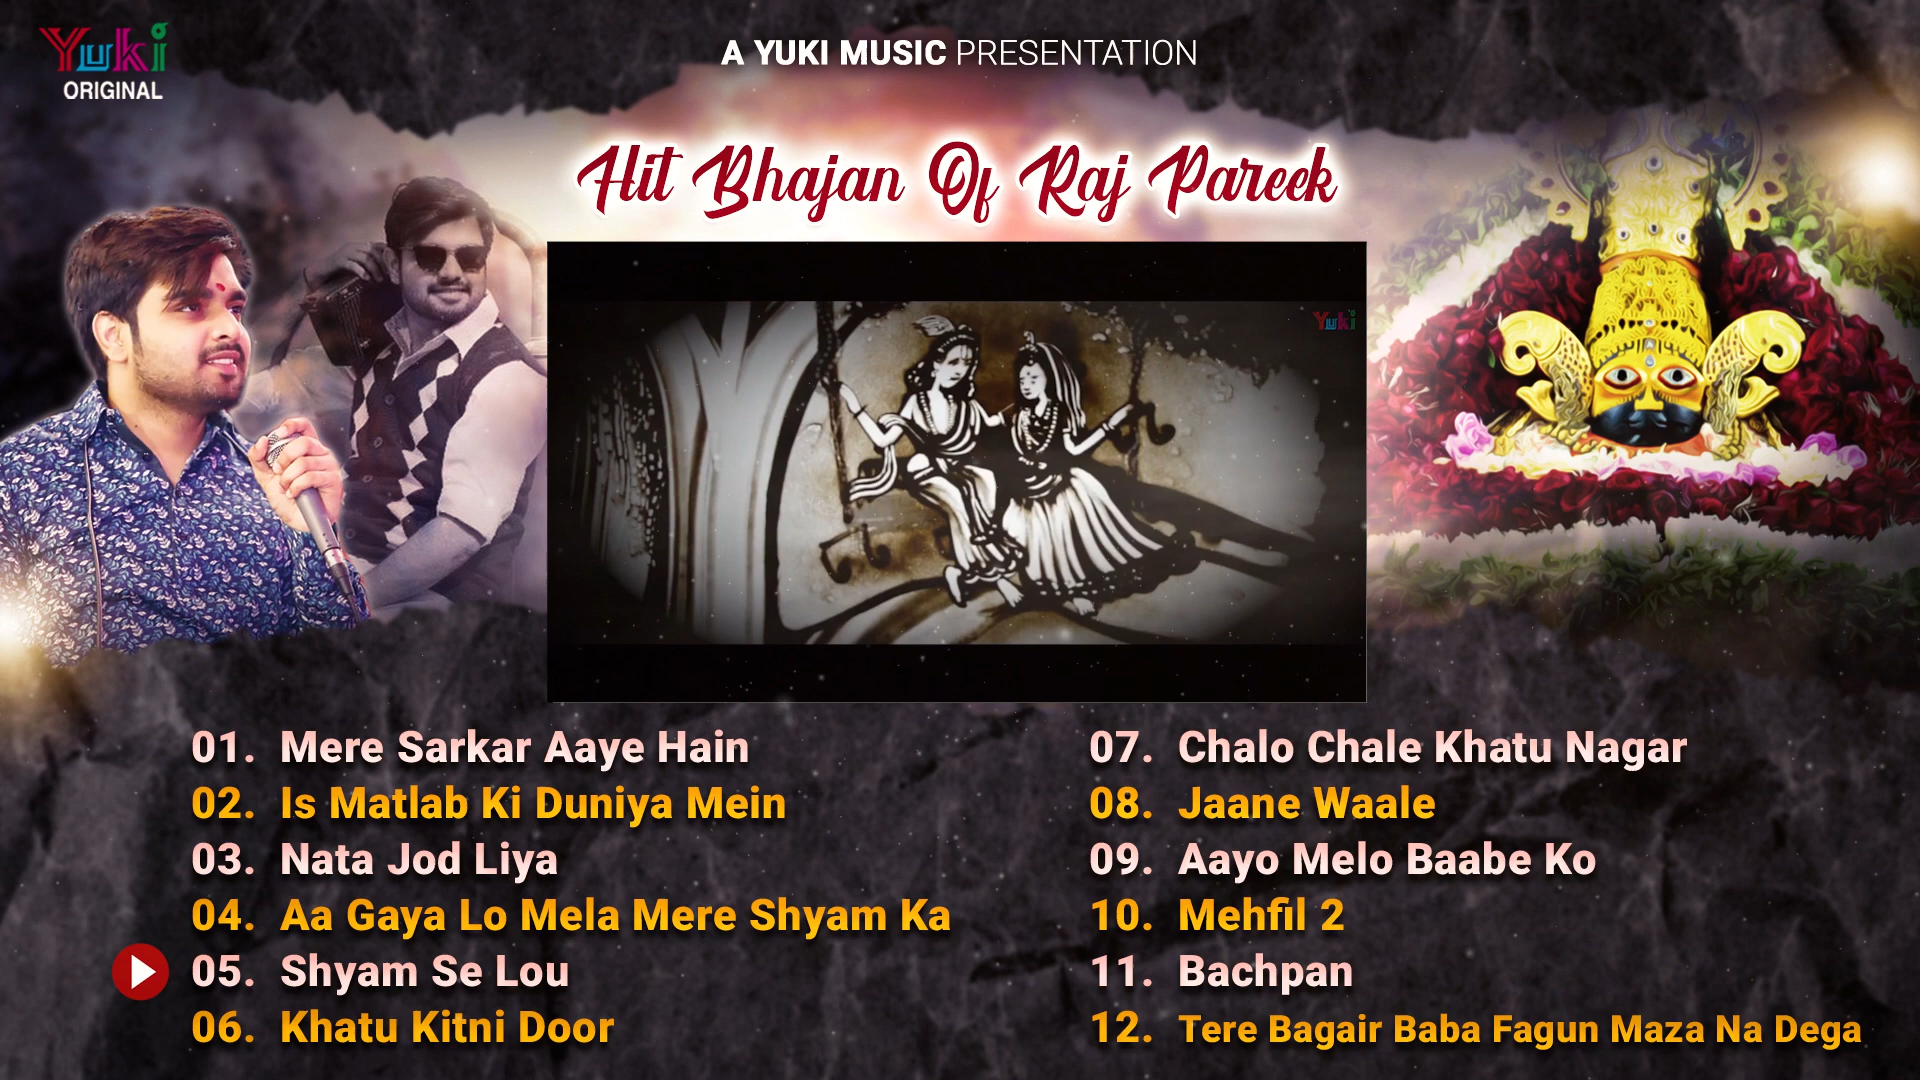 Yuki
ORIGINAL
A YUKI MUSIC PRESENTATION
Hit Bhajan Of Raj Pareek
Yuki
01. Mere Sarkar Aaye Hain
02. Is Matlab Ki Duniya Mein
03. Nata Jod Liya
04. Aa Gaya Lo Mela Mere Shyam Ka
05. Shyam Se Lou
06. Khatu Kitni Door
07. Chalo Chale Khatu Nagar
08. Jaane Waale
09. Aayo Melo Baabe Ko
10. Mehfil 2
11. Bachpan
12. Tere Bagair Baba Fagun Maza Na Dega